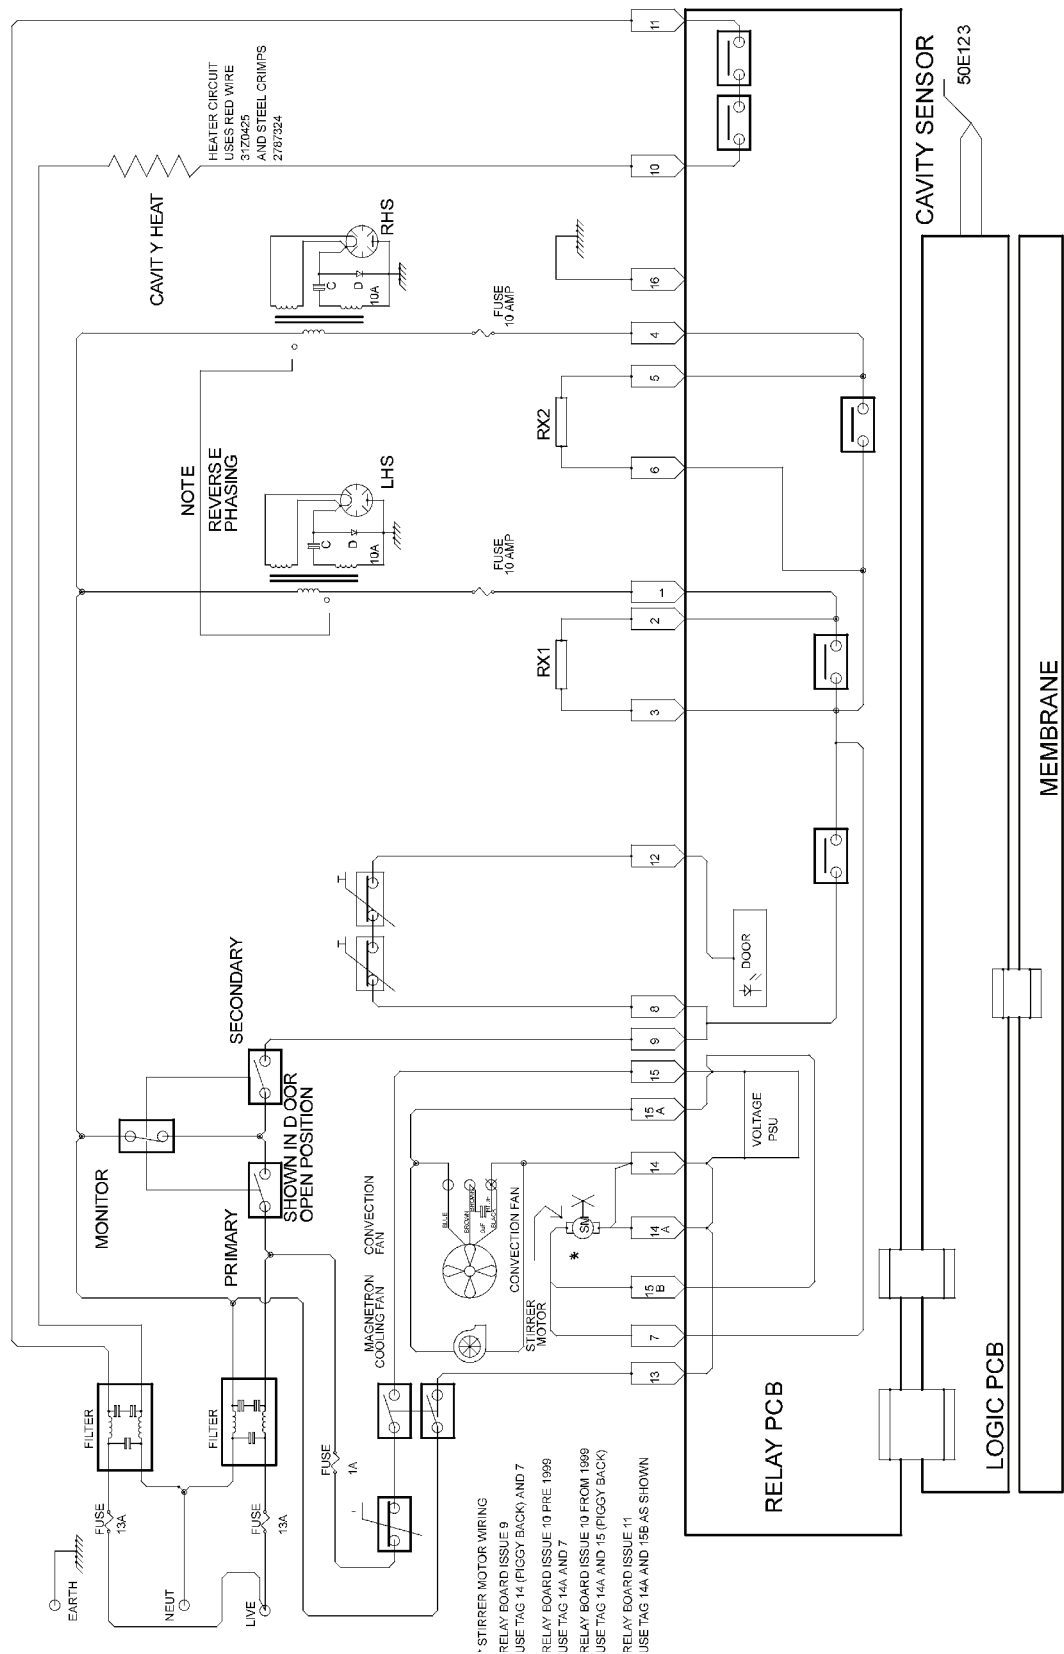 EARTH
NEUT
LIVE
FUSE
13A
FUSE
13A
FILTER
FILTER
FUSE
1A
MONITOR
PRIMARY
SECONDARY
SHOWN IN DOOR
OPEN POSITION
MAGNETRON
COOLING FAN
CONVECTION
FAN
BLUE
BROWN
BROWN
BLACK
CONVECTION FAN
STIRRER
MOTOR
SM
*
NOTE
REVERSE
PHASING
LHS
C
D
10A
FUSE
10 AMP
RHS
C
D
10A
FUSE
10 AMP
CAVITY HEAT
HEATER CIRCUIT
USES RED WIRE
31Z0425
AND STEEL CRIMPS
2787324
RX1
RX2
13
7
15
B
14
A
14
15
A
15
9
8
12
3
2
1
6
5
4
16
10
11
VOLTAGE
PSU
DOOR
RELAY PCB
LOGIC PCB
MEMBRANE
CAVITY SENSOR
50E123
* STIRRER MOTOR WIRING
RELAY BOARD ISSUE 9
USE TAG 14 (PIGGY BACK) AND 7
RELAY BOARD ISSUE 10 PRE 1999
USE TAG 14A AND 7
RELAY BOARD ISSUE 10 FROM 1999
USE TAG 14A AND 15 (PIGGY BACK)
RELAY BOARD ISSUE 11
USE TAG 14A AND 15B AS SHOWN